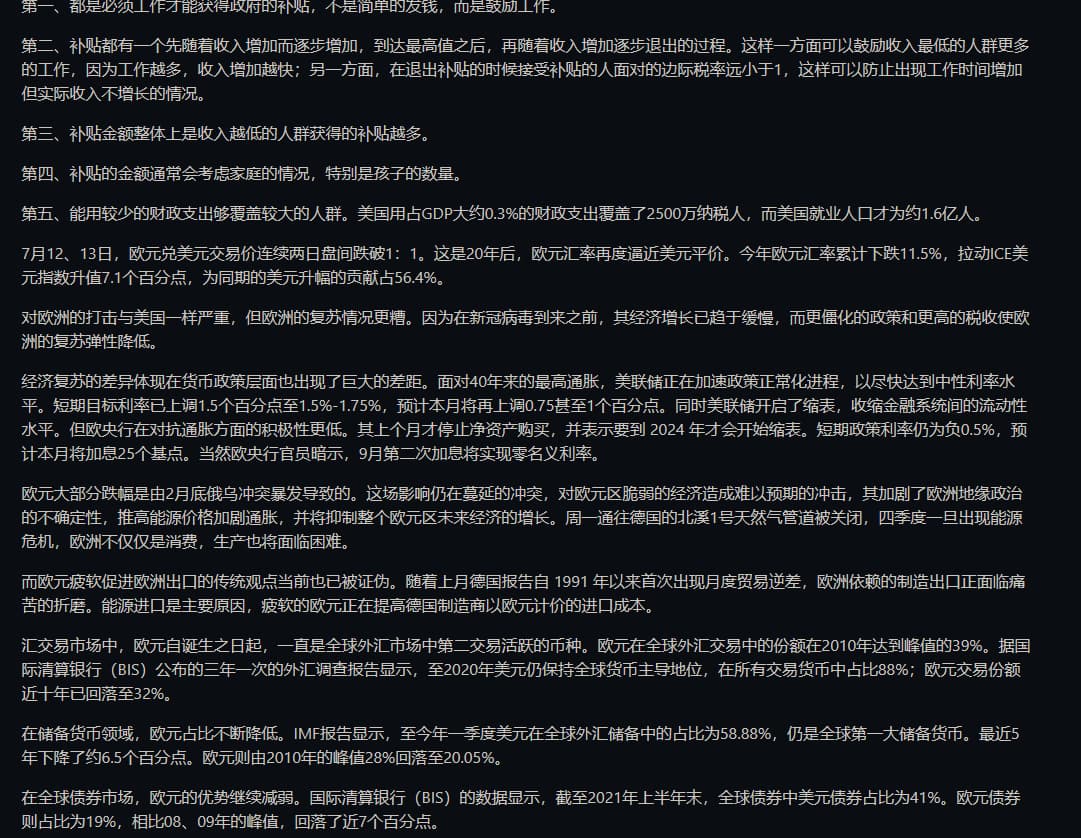 第一、都是必须工作才能获得政府的补贴，不是简单的发钱，而是鼓励工作。
第二、补贴都有一个先随着收入增加而逐步增加，到达最高值之后，再随着收入增加逐步退出的过程。这样一方面可以鼓励收入最低的人群更多
的工作，因为工作越多，收入增加越快；另一方面，在退出补贴的时候接受补贴的人面对的边际税率远小于1，这样可以防止出现工作时间增加
但实际收入不增长的情况。
第三、补贴金额整体上是收入越低的人群获得的补贴越多。
第四、补贴的金额通常会考虑家庭的情况，特别是孩子的数量。
第五、能用较少的财政支出够覆盖较大的人群。美国用占GDP大约0.3%的财政支出覆盖了2500万纳税人，而美国就业人口才为约1.6亿人。
7月12、13日，欧元兑美元交易价连续两日盘间跌破1：1。这是20年后，欧元汇率再度逼近美元平价。今年欧元汇率累计下跌11.5%，拉动ICE美
元指数升值7.1个百分点，为同期的美元升幅的贡献占56.4%。
对欧洲的打击与美国一样严重，但欧洲的复苏情况更糟。因为在新冠病毒到来之前，其经济增长已趋于缓慢，而更僵化的政策和更高的税收使欧
洲的复苏弹性降低。
经济复苏的差异体现在货币政策层面也出现了巨大的差距。面对40年来的最高通胀，美联储正在加速政策正常化进程，以尽快达到中性利率水
平。短期目标利率已上调1.5个百分点至1.5%-1.75%，预计本月将再上调0.75甚至1个百分点。同时美联储开启了缩表，收缩金融系统间的流动性
水平。但欧央行在对抗通胀方面的积极性更低。其上个月才停止净资产购买，并表示要到 2024 年才会开始缩表。短期政策利率仍为负0.5%，预
计本月将加息25个基点。当然欧央行官员暗示，9月第二次加息将实现零名义利率。
欧元大部分跌幅是由2月底俄乌冲突暴发导致的。这场影响仍在蔓延的冲突，对欧元区脆弱的经济造成难以预期的冲击，其加剧了欧洲地缘政治
的不确定性，推高能源价格加剧通胀，并将抑制整个欧元区未来经济的增长。周一通往德国的北溪1号天然气管道被关闭，四季度一旦出现能源
危机，欧洲不仅仅是消费，生产也将面临困难。
而欧元疲软促进欧洲出口的传统观点当前也已被证伪。随着上月德国报告自 1991 年以来首次出现月度贸易逆差，欧洲依赖的制造出口正面临痛
苦的折磨。能源进口是主要原因，疲软的欧元正在提高德国制造商以欧元计价的进口成本。
汇交易市场中，欧元自诞生之日起，一直是全球外汇市场中第二交易活跃的币种。欧元在全球外汇交易中的份额在2010年达到峰值的39%。据国
际清算银行（BIS）公布的三年一次的外汇调查报告显示，至2020年美元仍保持全球货币主导地位，在所有交易货币中占比88%；欧元交易份额
近十年已回落至32%。
在储备货币领域，欧元占比不断降低。IMF报告显示，至今年一季度美元在全球外汇储备中的占比为58.88%，仍是全球第一大储备货币。最近5
年下降了约6.5个百分点。欧元则由2010年的峰值28%回落至20.05%。
在全球债券市场，欧元的优势继续减弱。国际清算银行（BIS）的数据显示，截至2021年上半年末，全球债券中美元债券占比为41%。欧元债券
则占比为19%，相比08、09年的峰值，回落了近7个百分点。